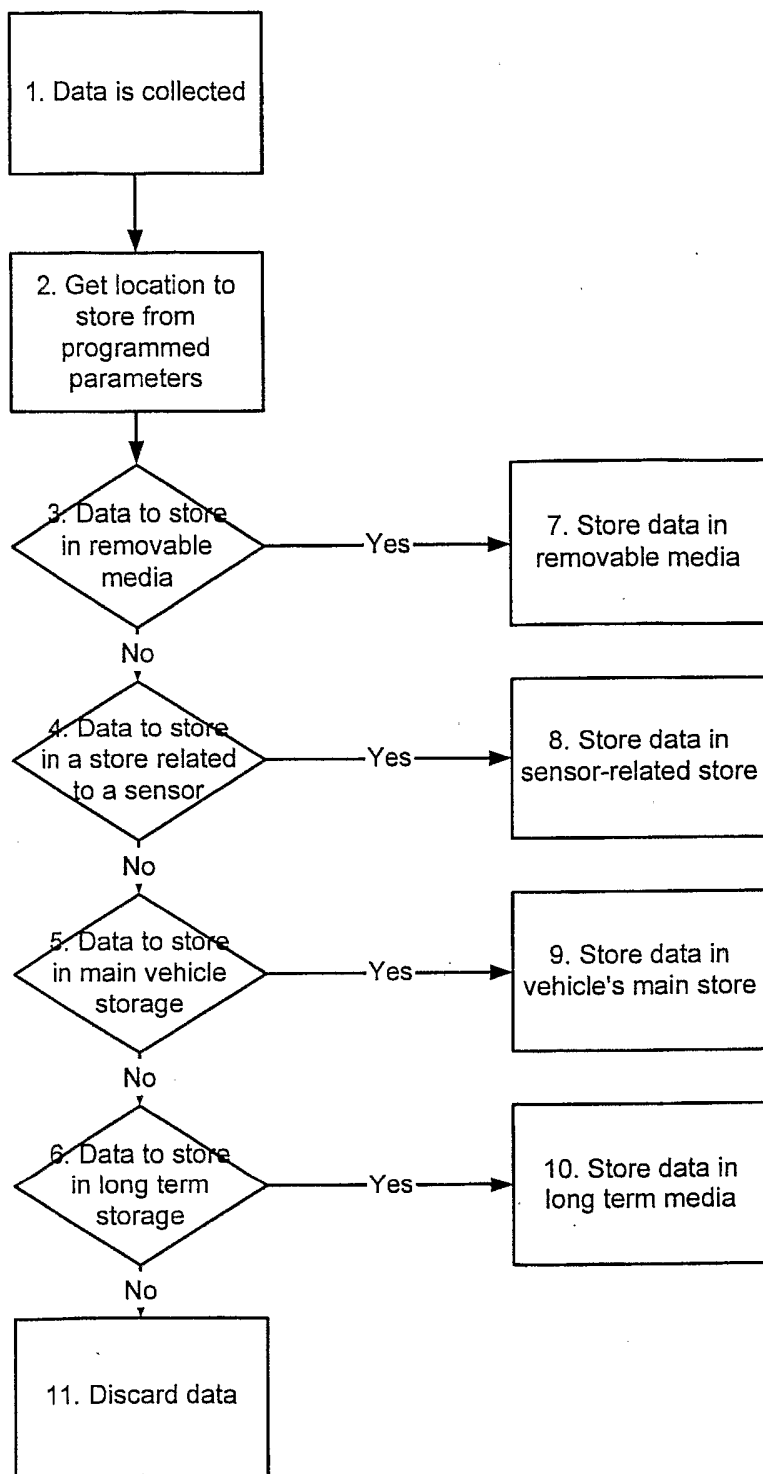 1. Data is collected
2. Get location to
store from
programmed
parameters
3. Data to store
in removable
media
Yes
7. Store data in
removable media
No
4. Data to store
in a store related
to a sensor
Yes
8. Store data in
sensor-related store
No
5. Data to store
in main vehicle
storage
Yes
9. Store data in
vehicle's main store
No
6. Data to store
in long term
storage
Yes
10. Store data in
long term media
No
11. Discard data